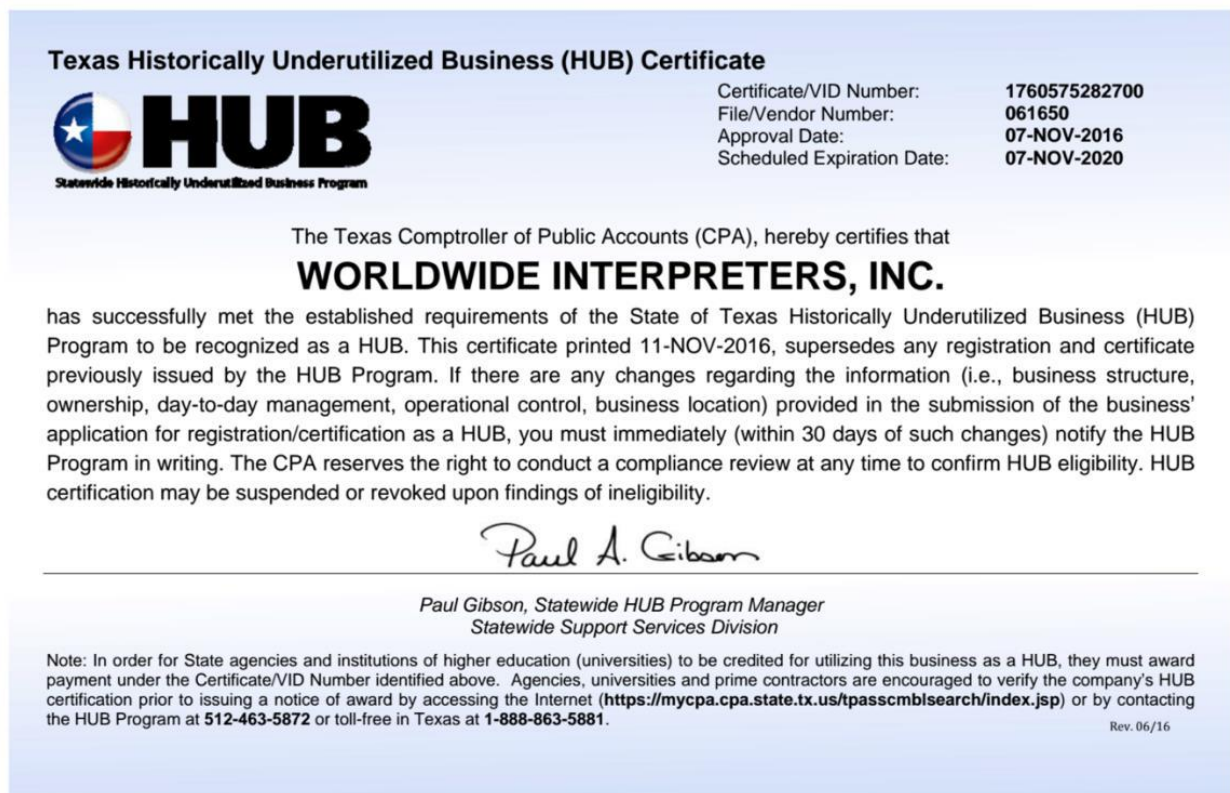 Texas Historically Underutilized Business (HUB) Certificate
Certificate/VID Number: 1760575282700
File/Vendor Number: 061650
Approval Date: 07-NOV-2016
Scheduled Expiration Date: 07-NOV-2020
HUB
Statewide Historically Underutilized Business Program
The Texas Comptroller of Public Accounts (CPA), hereby certifies that
WORLDWIDE INTERPRETERS, INC.
has successfully met the established requirements of the State of Texas Historically Underutilized Business (HUB)
Program to be recognized as a HUB. This certificate printed 11-NOV-2016, supersedes any registration and certificate
previously issued by the HUB Program. If there are any changes regarding the information (i.e., business structure,
ownership, day-to-day management, operational control, business location) provided in the submission of the business'
application for registration/certification as a HUB, you must immediately (within 30 days of such changes) notify the HUB
Program in writing. The CPA reserves the right to conduct a compliance review at any time to confirm HUB eligibility. HUB
certification may be suspended or revoked upon findings of ineligibility.
Paul A. Gibson
Paul Gibson, Statewide HUB Program Manager
Statewide Support Services Division
Note: In order for State agencies and institutions of higher education (universities) to be credited for utilizing this business as a HUB, they must award
payment under the Certificate/VID Number identified above. Agencies, universities and prime contractors are encouraged to verify the company's HUB
certification prior to issuing a notice of award by accessing the Internet (https://mycpa.cpa.state.tx.us/tpasscmblsearch/index.jsp) or by contacting
the HUB Program at 512-463-5872 or toll-free in Texas at 1-888-863-5881.
Rev. 06/16